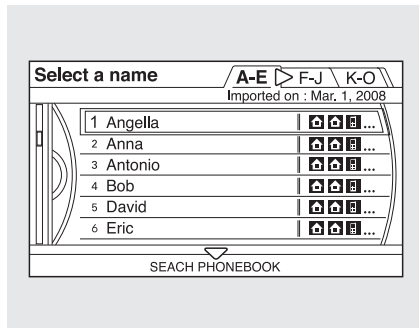 Select a name A-E F-J K-O
Imported on : Mar. 1, 2008
1 Angella ...
2 Anna ...
3 Antonio ...
4 Bob ...
5 David ...
6 Eric ...
SEACH PHONEBOOK